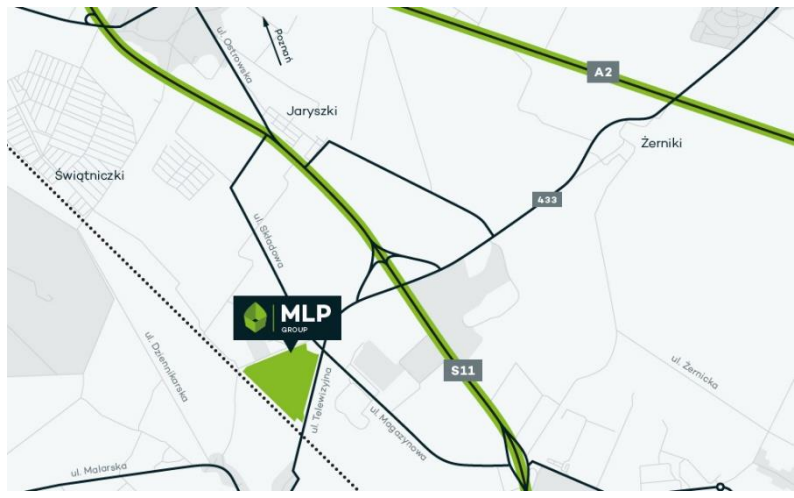 ul. Ostrowska
Poznań
A2
Jaryszki
Żerniki
Świątniczki
433
ul. Składowa
MLP
GROUP
ul. Dziennikarska
S11
ul. Żernicka
ul. Telewizyjna
ul. Magazynowa
ul. Malarska